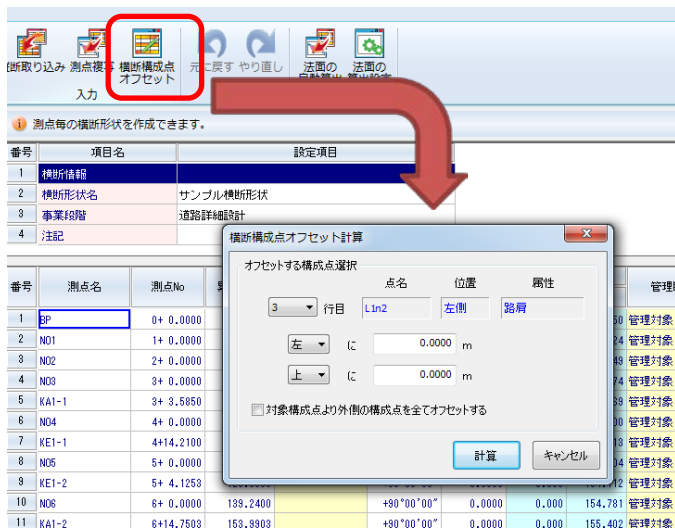 断取り込み 測点複写 横断構成点 元に戻す やり直し 法面の 法面の
オフセット
入力
測点毎の横断形状を作成できます。
番号 項目名 設定項目
1 横断情報
2 横断形状名 サンプル横断形状
3 事業段階 道路詳細設計
4 注記
横断構成点オフセット計算
オフセットする構成点選択
点名 位置 属性
3 行目 L1n2 左側 路肩
左 に 0.0000 m
上 に 0.0000 m
対象構成点より外側の構成点を全てオフセットする
計算 キャンセル
番号 測点名 測点No 管理
1 BP 0+ 0.0000 50 管理対象
2 NO1 1+ 0.0000 24 管理対象
3 NO2 2+ 0.0000 49 管理対象
4 NO3 3+ 0.0000 74 管理対象
5 KA1-1 3+ 3.5850 管理対象
6 NO4 4+ 0.0000 00 管理対象
7 KE1-1 4+14.2100 13 管理対象
8 NO5 5+ 0.0000 04 管理対象
9 KE1-2 5+ 4.1253 管理対象
10 NO6 6+ 0.0000 139.2400 +90°00'00" 0.0000 0.000 154.781 管理対象
11 KA1-2 6+14.7503 153.9903 +90°00'00" 0.0000 0.000 155.402 管理対象